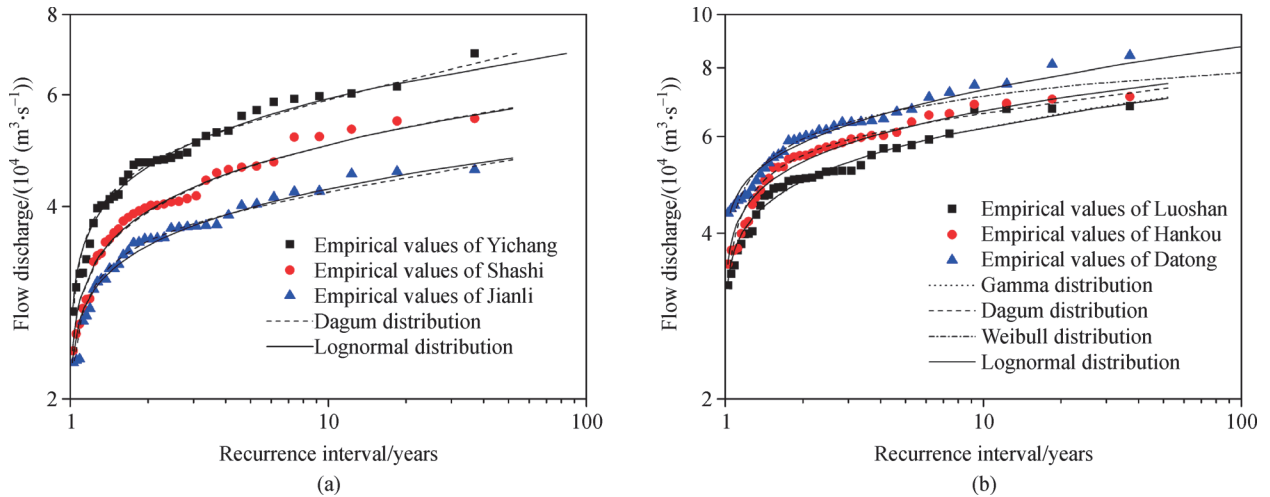 8
6
4
2
Flow discharge/(10⁴ (m³·s⁻¹))
Empirical values of Yichang
Empirical values of Shashi
Empirical values of Jianli
Dagum distribution
Lognormal distribution
1
10
100
Recurrence interval/years
(a)
10
8
6
4
2
Flow discharge/(10⁴ (m³·s⁻¹))
Empirical values of Luoshan
Empirical values of Hankou
Empirical values of Datong
Gamma distribution
Dagum distribution
Weibull distribution
Lognormal distribution
1
10
100
Recurrence interval/years
(b)